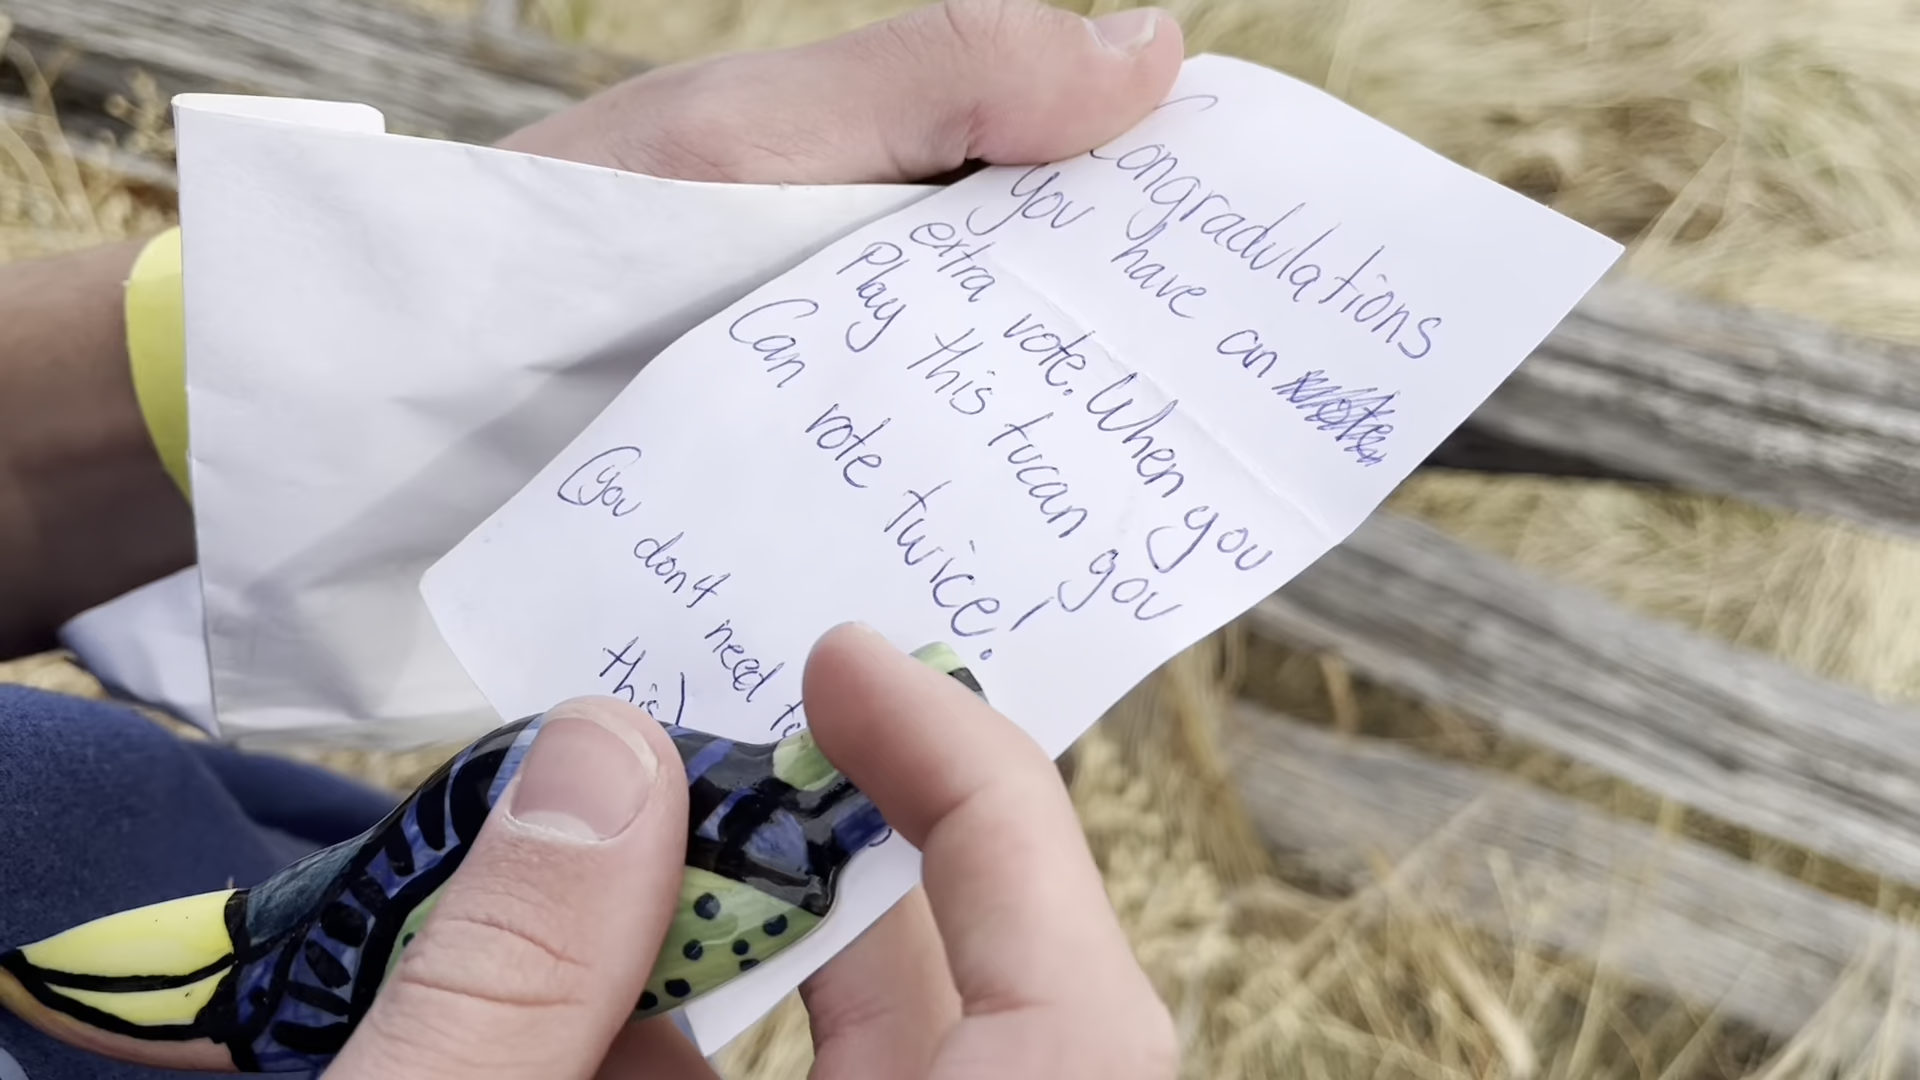 Congradulations
you have an
extra vote. When you
Play this tucan you
Can vote twice!
(you don't need to
this)